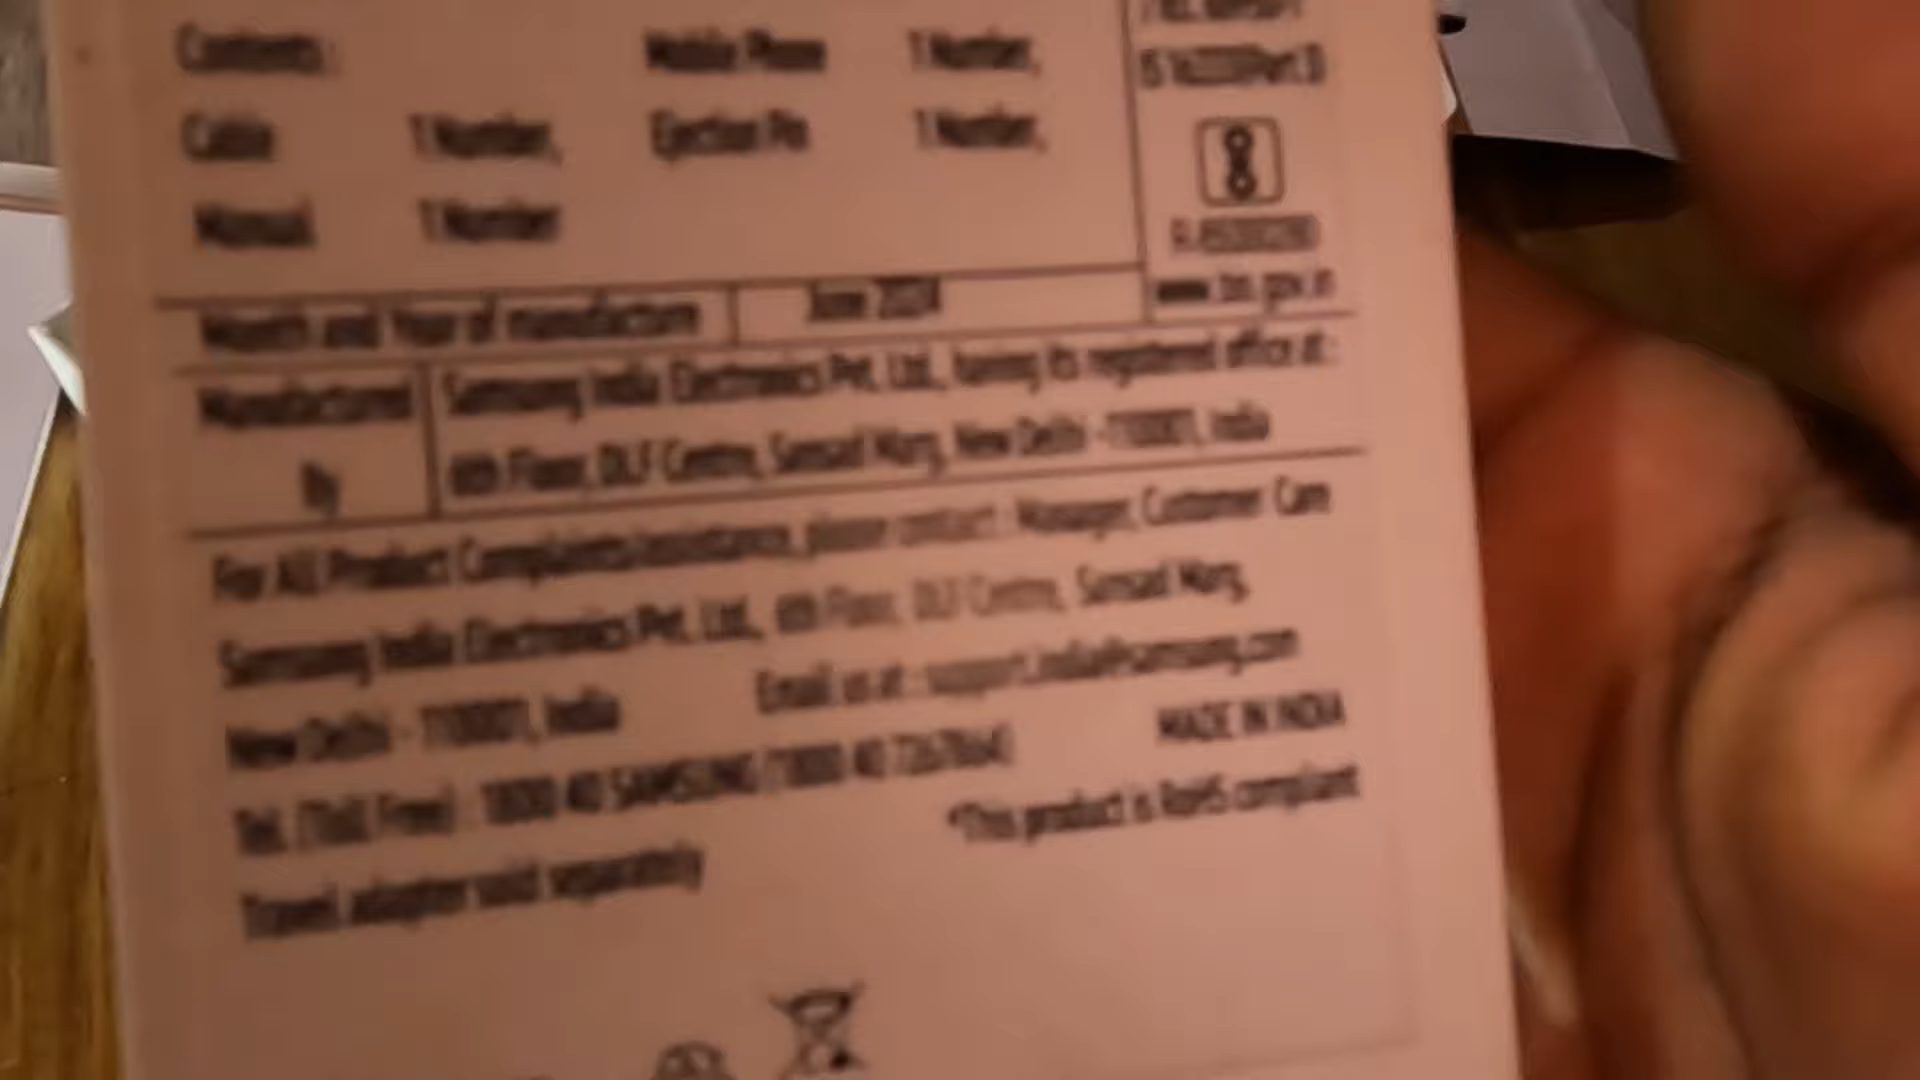 Contents : Mobile Phone 1 Number,
Cable 1 Number, Ejection Pin 1 Number,
Manual 1 Number
IS 16333(Part 3)
www.bis.gov.in
Month and Year of manufacture June 2024
Manufactured By
Samsung India Electronics Pvt. Ltd., having its registered office at :
6th Floor, DLF Centre, Sansad Marg, New Delhi -110001, India
For All Product Complaints/assistance, please contact : Manager, Customer Care
Samsung India Electronics Pvt. Ltd., 6th Floor, DLF Centre, Sansad Marg,
New Delhi - 110001, India Email us at : support.india@samsung.com
Tel. (Toll Free) : 1800 40 SAMSUNG (1800 40 7267864) MADE IN INDIA
*This product is RoHS compliant
Travel adapter sold separately